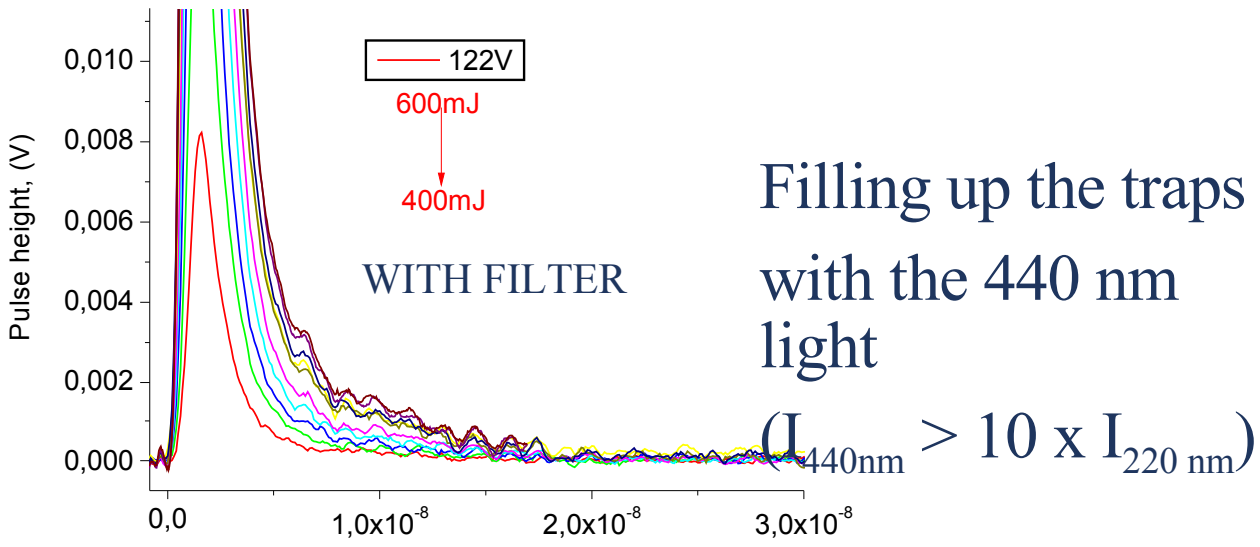 0,010
0,008
0,006
0,004
0,002
0,000
Pulse height, (V)
122V
600mJ
400mJ
WITH FILTER
0,0
1,0x10-8
2,0x10-8
3,0x10-8
Filling up the traps
with the 440 nm
light
(I440nm > 10 x I220 nm)